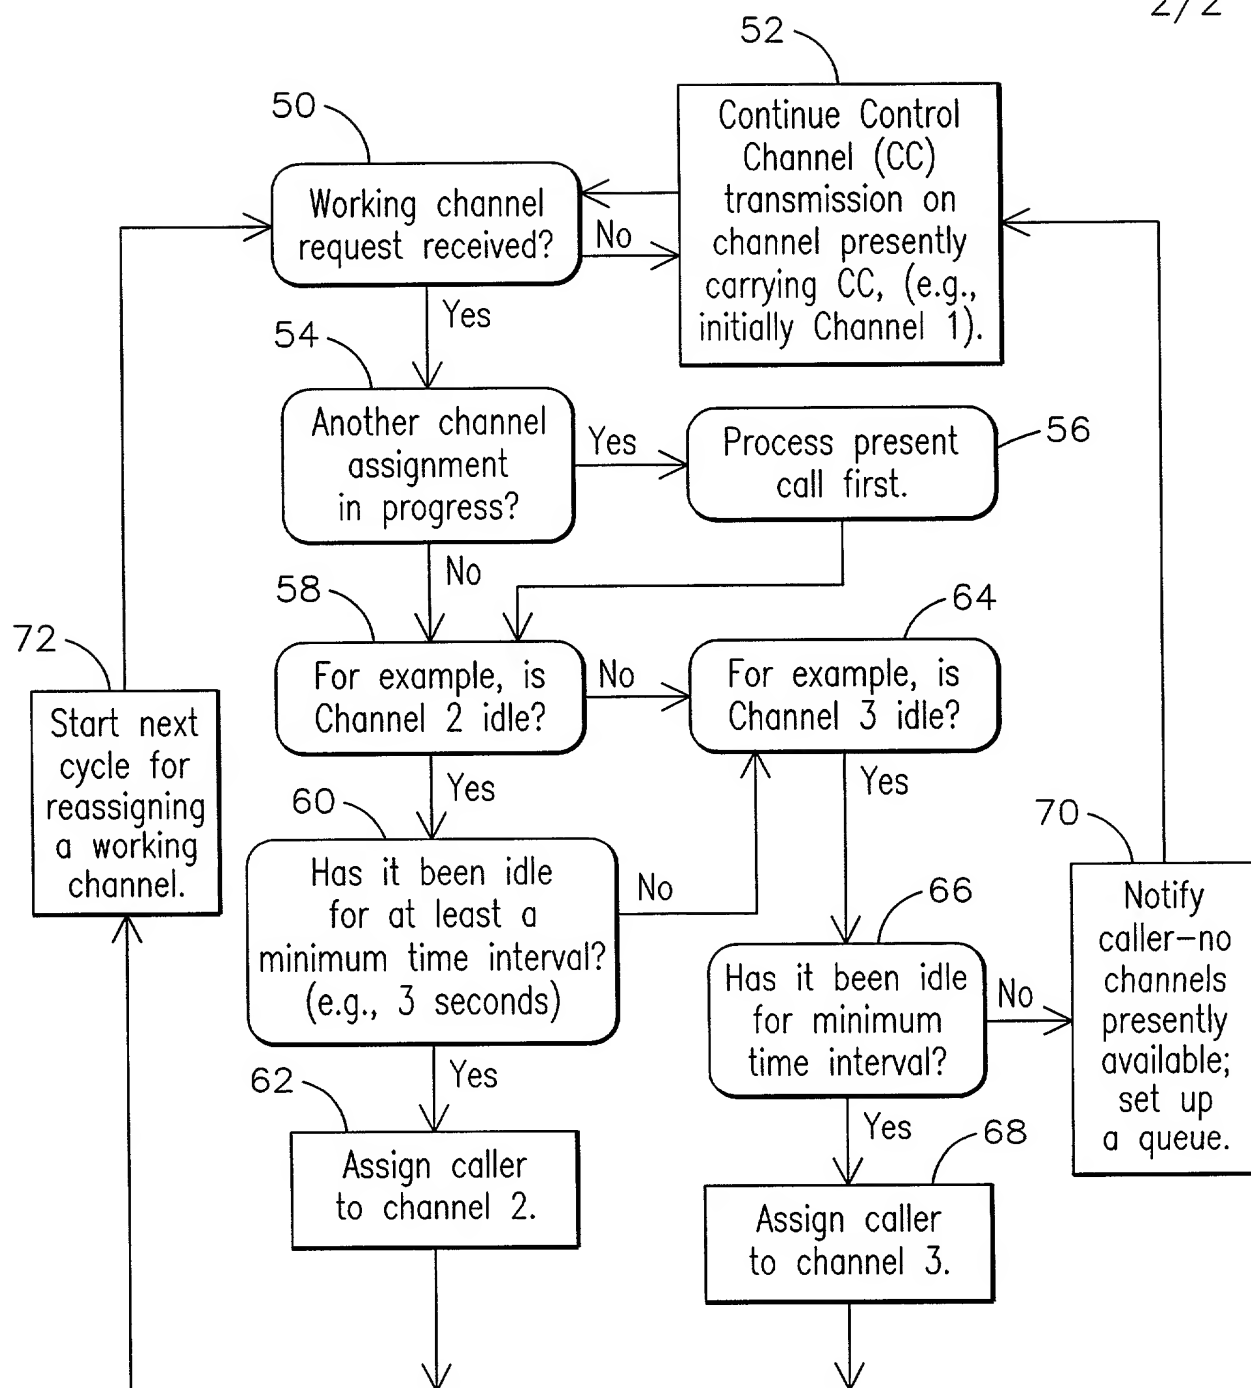 2/2
52
50
Continue Control
Channel (CC)
transmission on
channel presently
carrying CC, (e.g.,
initially Channel 1).
Working channel
request received?
No
Yes
54
Another channel
assignment
in progress?
Yes
Process present
call first.
56
No
58
64
72
For example, is
Channel 2 idle?
No
For example, is
Channel 3 idle?
Start next
cycle for
reassigning
a working
channel.
Yes
Yes
60
70
Has it been idle
for at least a
minimum time interval?
(e.g., 3 seconds)
No
66
Notify
caller–no
channels
presently
available;
set up
a queue.
Has it been idle
for minimum
time interval?
No
Yes
62
Yes
68
Assign caller
to channel 2.
Assign caller
to channel 3.